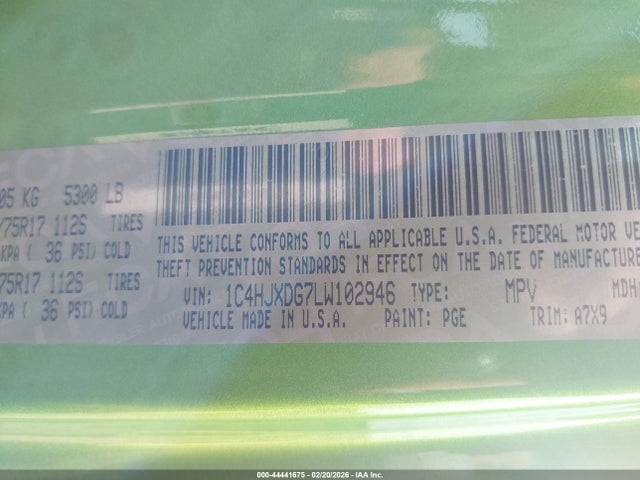 05 KG 5300 LB
75R17 112S TIRES
KPA ( 36 PSI) COLD
75R17 112S TIRES
KPA ( 36 PSI) COLD
THIS VEHICLE CONFORMS TO ALL APPLICABLE U.S.A. FEDERAL MOTOR VE
THEFT PREVENTION STANDARDS IN EFFECT ON THE DATE OF MANUFACTURE
VIN: 1C4HJXDG7LW102946 TYPE: MPV MDH
VEHICLE MADE IN U.S.A. PAINT: PGE TRIM: A7X9
000-44441675 - 02/20/2026 - IAA Inc.